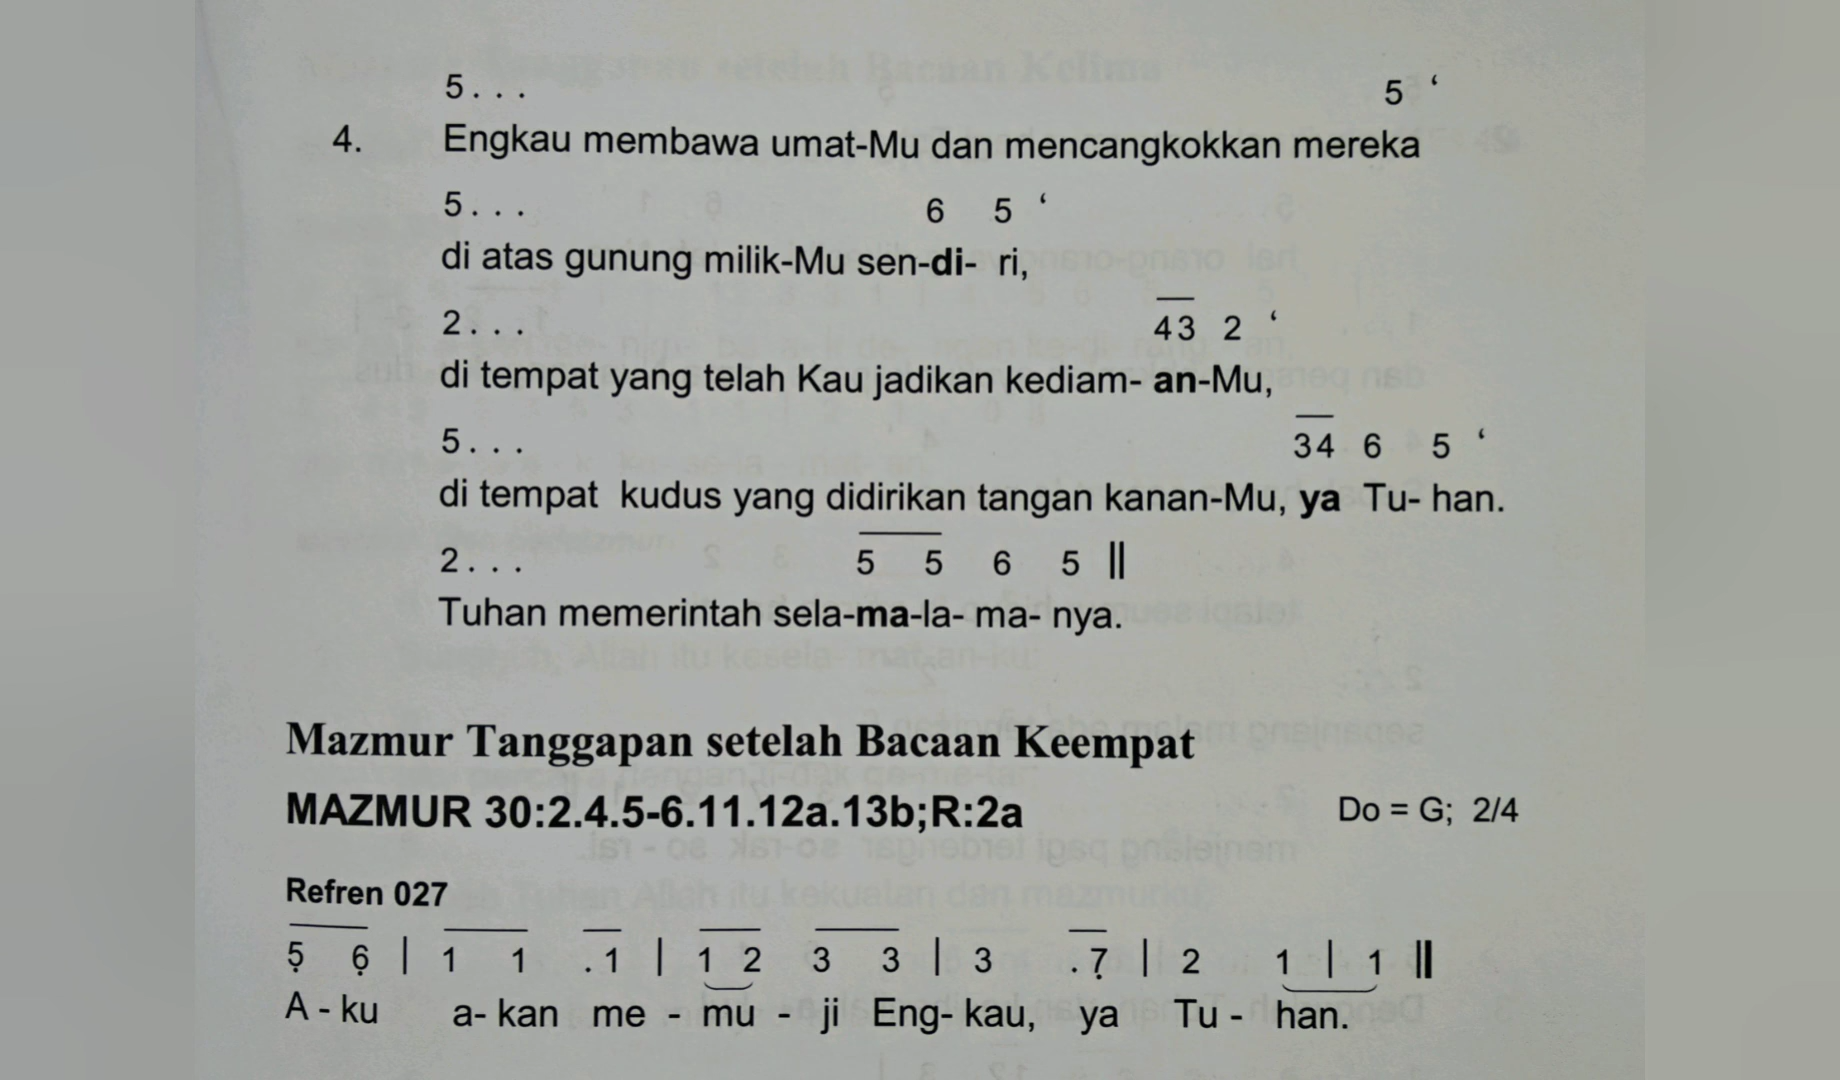 5 . . . 5 ‘
4. Engkau membawa umat-Mu dan mencangkokkan mereka
5 . . . 6 5 ‘
di atas gunung milik-Mu sen-di- ri,
2 . . . 43 2 ‘
di tempat yang telah Kau jadikan kediam- an-Mu,
5 . . . 34 6 5 ‘
di tempat kudus yang didirikan tangan kanan-Mu, ya Tu- han.
2 . . . 5 5 6 5 ||
Tuhan memerintah sela-ma-la- ma- nya.
Mazmur Tanggapan setelah Bacaan Keempat
MAZMUR 30:2.4.5-6.11.12a.13b;R:2a Do = G; 2/4
Refren 027
5̣ 6̣ | 1 1 . 1 | 1 2 3 3 | 3 . 7̣ | 2 1 | 1 ||
A - ku a- kan me - mu - ji Eng- kau, ya Tu - han.